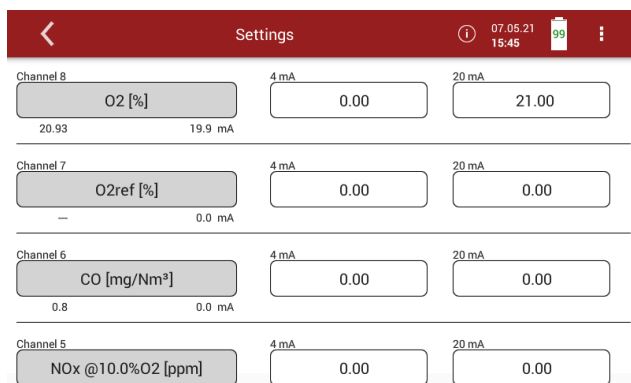 Settings
07.05.21
15:45
99
Channel 8 4 mA 20 mA
O2 [%] 0.00 21.00
20.93 19.9 mA
Channel 7 4 mA 20 mA
O2ref [%] 0.00 0.00
— 0.0 mA
Channel 6 4 mA 20 mA
CO [mg/Nm³] 0.00 0.00
0.8 0.0 mA
Channel 5 4 mA 20 mA
NOx @10.0%O2 [ppm] 0.00 0.00